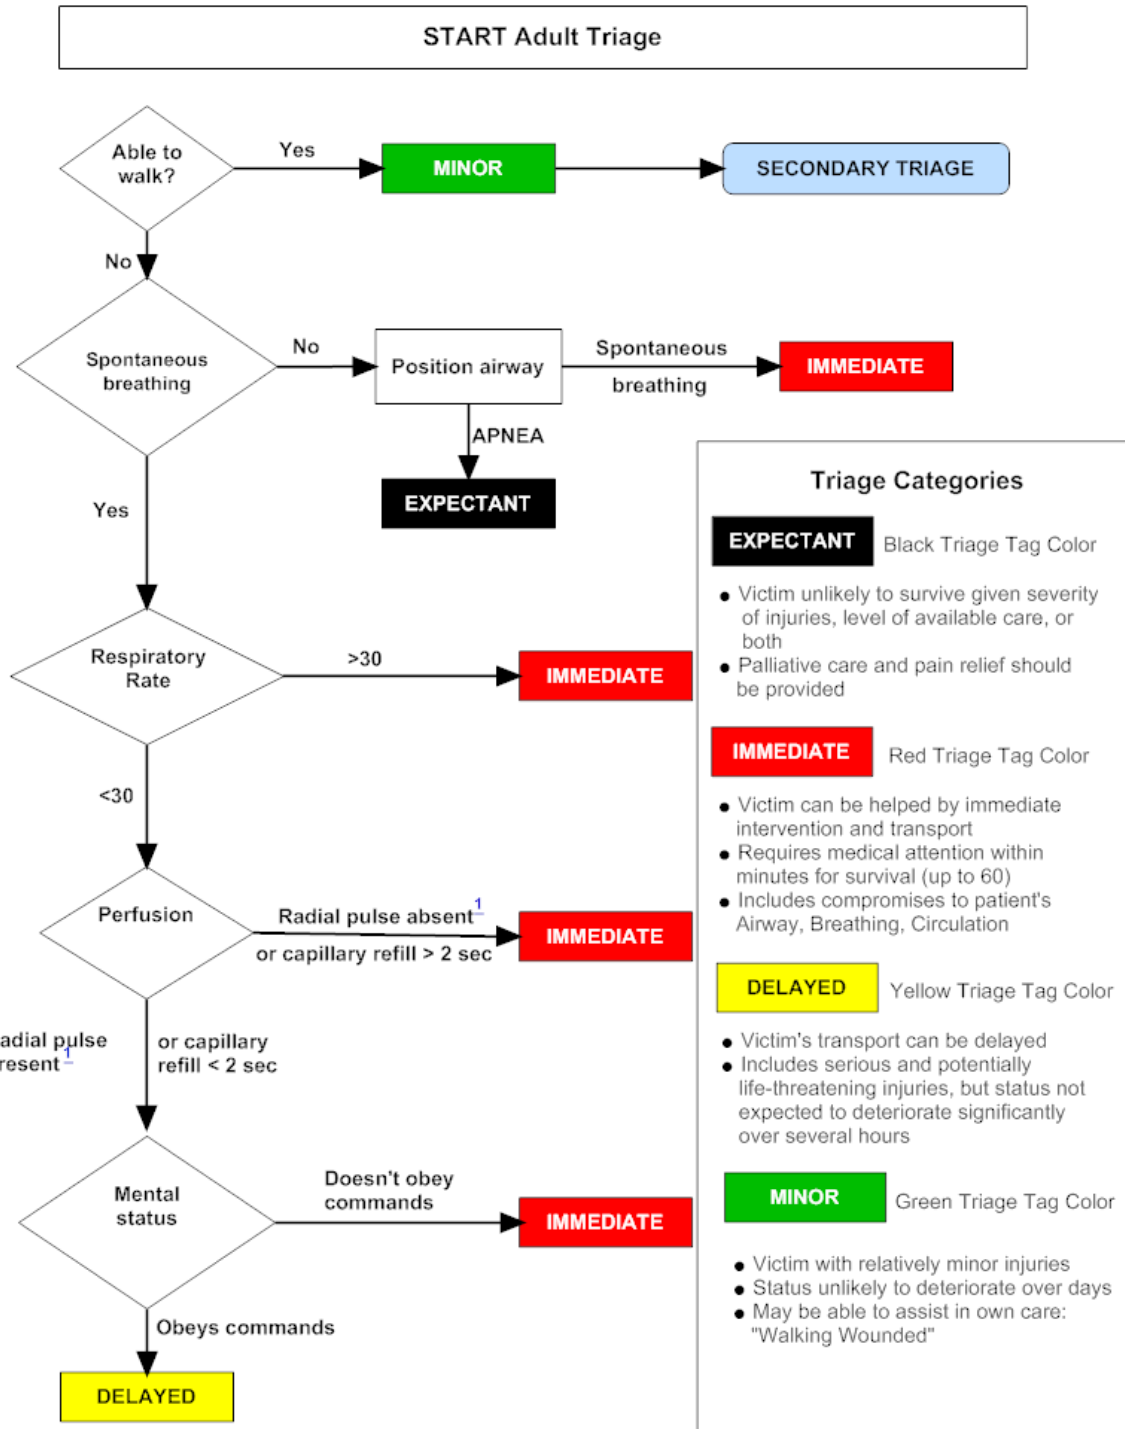 START Adult Triage
Able to
walk?
Yes
MINOR
SECONDARY TRIAGE
No
Spontaneous
breathing
No
Position airway
Spontaneous
breathing
IMMEDIATE
APNEA
EXPECTANT
Yes
Respiratory
Rate
>30
IMMEDIATE
<30
Perfusion
Radial pulse absent 1
or capillary refill > 2 sec
IMMEDIATE
adial pulse
resent 1
or capillary
refill < 2 sec
Mental
status
Doesn't obey
commands
IMMEDIATE
Obeys commands
DELAYED
Triage Categories
EXPECTANT Black Triage Tag Color
● Victim unlikely to survive given severity
of injuries, level of available care, or
both
● Palliative care and pain relief should
be provided
IMMEDIATE Red Triage Tag Color
● Victim can be helped by immediate
intervention and transport
● Requires medical attention within
minutes for survival (up to 60)
● Includes compromises to patient's
Airway, Breathing, Circulation
DELAYED Yellow Triage Tag Color
● Victim's transport can be delayed
● Includes serious and potentially
life-threatening injuries, but status not
expected to deteriorate significantly
over several hours
MINOR Green Triage Tag Color
● Victim with relatively minor injuries
● Status unlikely to deteriorate over days
● May be able to assist in own care:
"Walking Wounded"